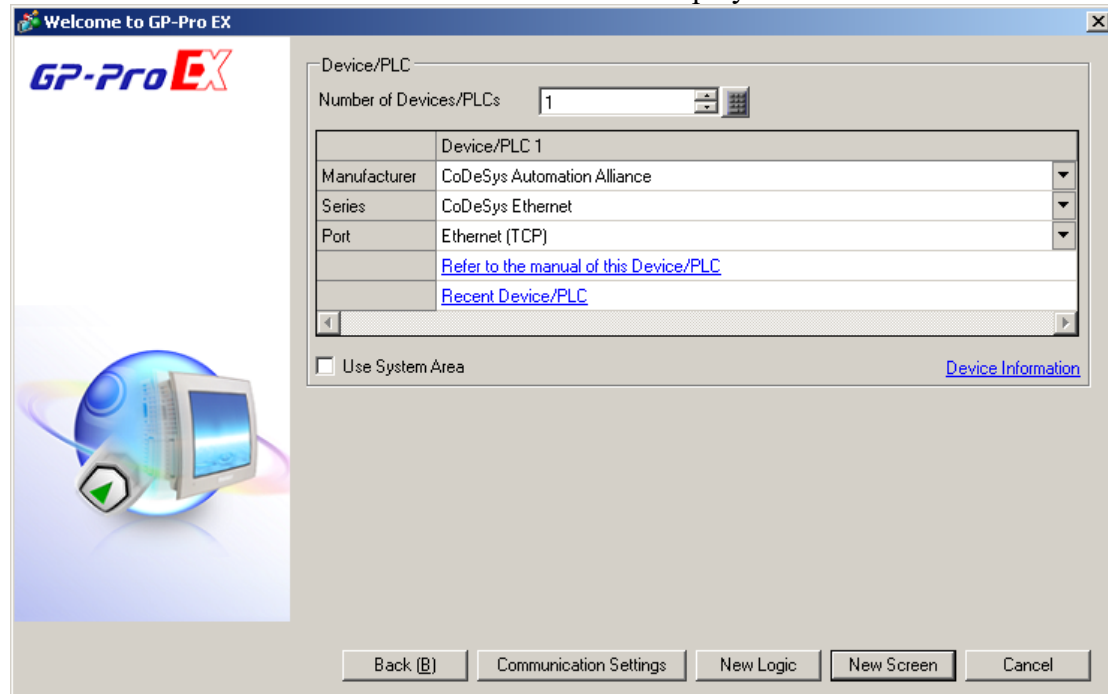 Welcome to GP-Pro EX
GP-Pro EX
Device/PLC
Number of Devices/PLCs 1
Device/PLC 1
Manufacturer CoDeSys Automation Alliance
Series CoDeSys Ethernet
Port Ethernet (TCP)
Refer to the manual of this Device/PLC
Recent Device/PLC
Use System Area Device Information
Back (B) Communication Settings New Logic New Screen Cancel